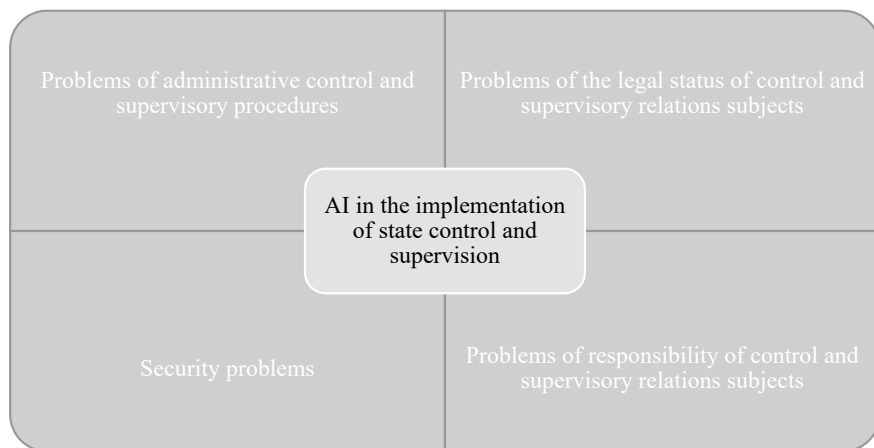 Problems of administrative control and
supervisory procedures
Problems of the legal status of control and
supervisory relations subjects
AI in the implementation
of state control and
supervision
Security problems
Problems of responsibility of control and
supervisory relations subjects